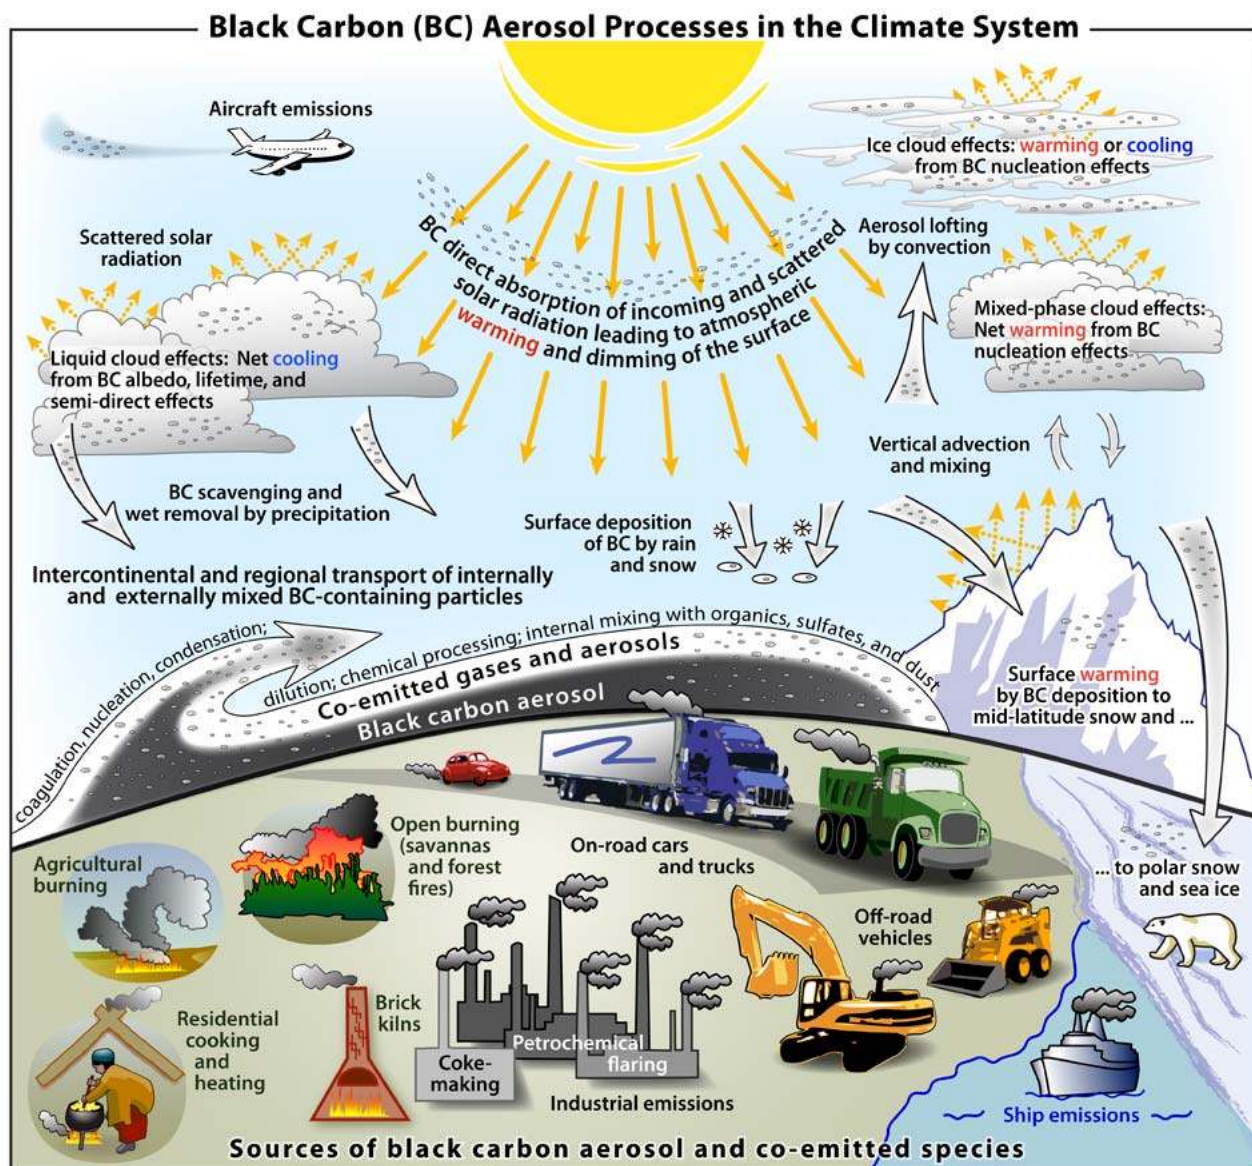 Black Carbon (BC) Aerosol Processes in the Climate System
Aircraft emissions
Ice cloud effects: warming or cooling
from BC nucleation effects
Scattered solar
radiation
BC direct absorption of incoming and scattered
solar radiation leading to atmospheric
warming and dimming of the surface
Aerosol lofting
by convection
Mixed-phase cloud effects:
Net warming from BC
nucleation effects
Liquid cloud effects: Net cooling
from BC albedo, lifetime, and
semi-direct effects
Vertical advection
and mixing
BC scavenging and
wet removal by precipitation
Surface deposition
of BC by rain
and snow
Intercontinental and regional transport of internally
and externally mixed BC-containing particles
coagulation, nucleation, condensation;
dilution; chemical processing; internal mixing with organics, sulfates, and dust
Co-emitted gases and aerosols
Black carbon aerosol
Surface warming
by BC deposition to
mid-latitude snow and ...
... to polar snow
and sea ice
Agricultural
burning
Open burning
(savannas
and forest
fires)
On-road cars
and trucks
Off-road
vehicles
Residential
cooking
and
heating
Brick
kilns
Coke-
making
Petrochemical
flaring
Industrial emissions
Ship emissions
Sources of black carbon aerosol and co-emitted species